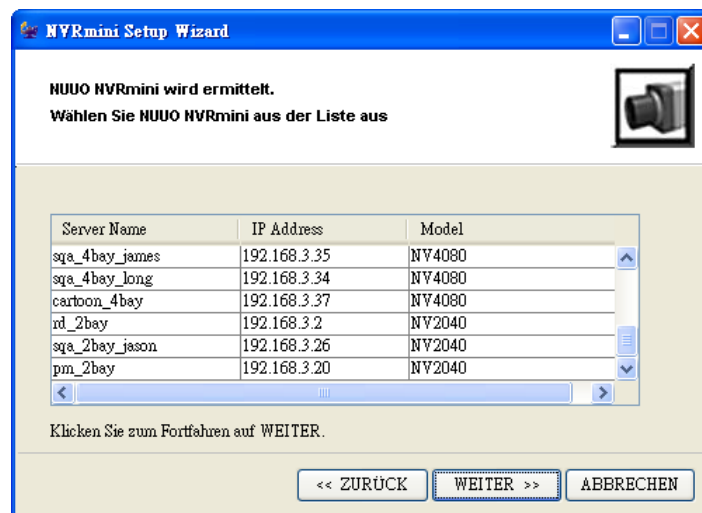 NVRmini Setup Wizard
NUUO NVRmini wird ermittelt.
Wählen Sie NUUO NVRmini aus der Liste aus
Server Name IP Address Model
sqa_4bay_james 192.168.3.35 NV4080
sqa_4bay_long 192.168.3.34 NV4080
cartoon_4bay 192.168.3.37 NV4080
rd_2bay 192.168.3.2 NV2040
sqa_2bay_jason 192.168.3.26 NV2040
pm_2bay 192.168.3.20 NV2040
Klicken Sie zum Fortfahren auf WEITER.
<< ZURÜCK WEITER >> ABBRECHEN